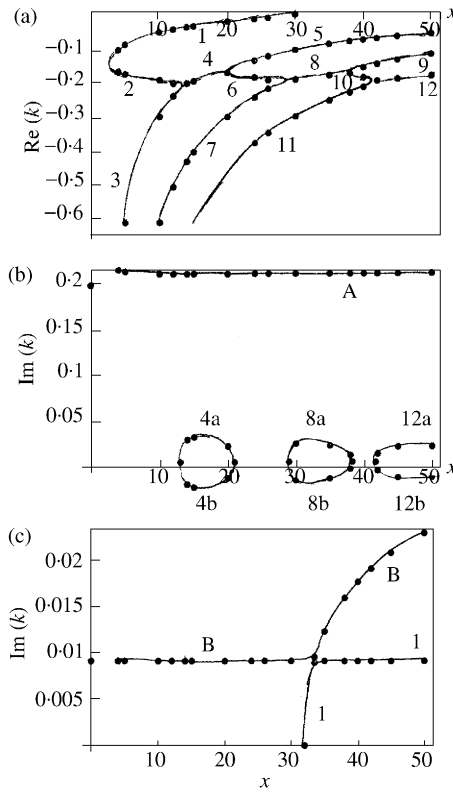 (a)
x
10 20 30 40 50
−0·1
−0·2
−0·3
−0·4
−0·5
−0·6
Re (k)
1
2
3
4
5
6
7
8
9
10
11
12
(b)
0·2
0·15
0·1
0·05
Im (k)
A
4a 8a 12a
10 20 30 40 50 x
4b 8b 12b
(c)
0·02
0·015
0·01
0·005
Im (k)
B
B
1
1
10 20 30 40 50
x